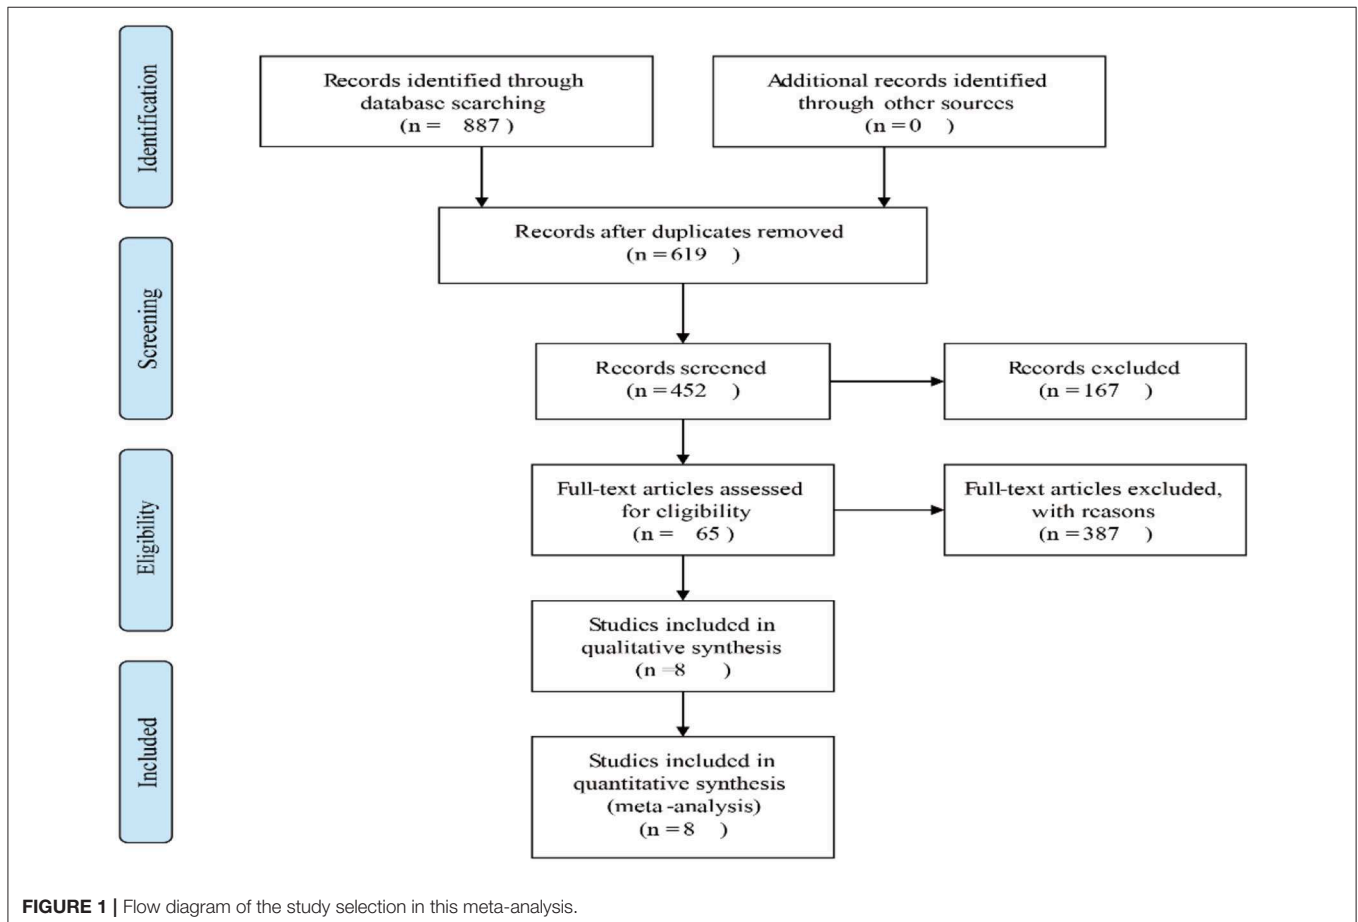 Identification
Records identified through
database searching
(n = 887 )
Additional records identified
through other sources
(n = 0 )
Records after duplicates removed
(n = 619 )
Screening
Records screened
(n = 452 )
Records excluded
(n = 167 )
Eligibility
Full-text articles assessed
for eligibility
(n = 65 )
Full-text articles excluded,
with reasons
(n = 387 )
Studies included in
qualitative synthesis
(n =8 )
Included
Studies included in
quantitative synthesis
(meta -analysis)
(n = 8 )
FIGURE 1 | Flow diagram of the study selection in this meta-analysis.